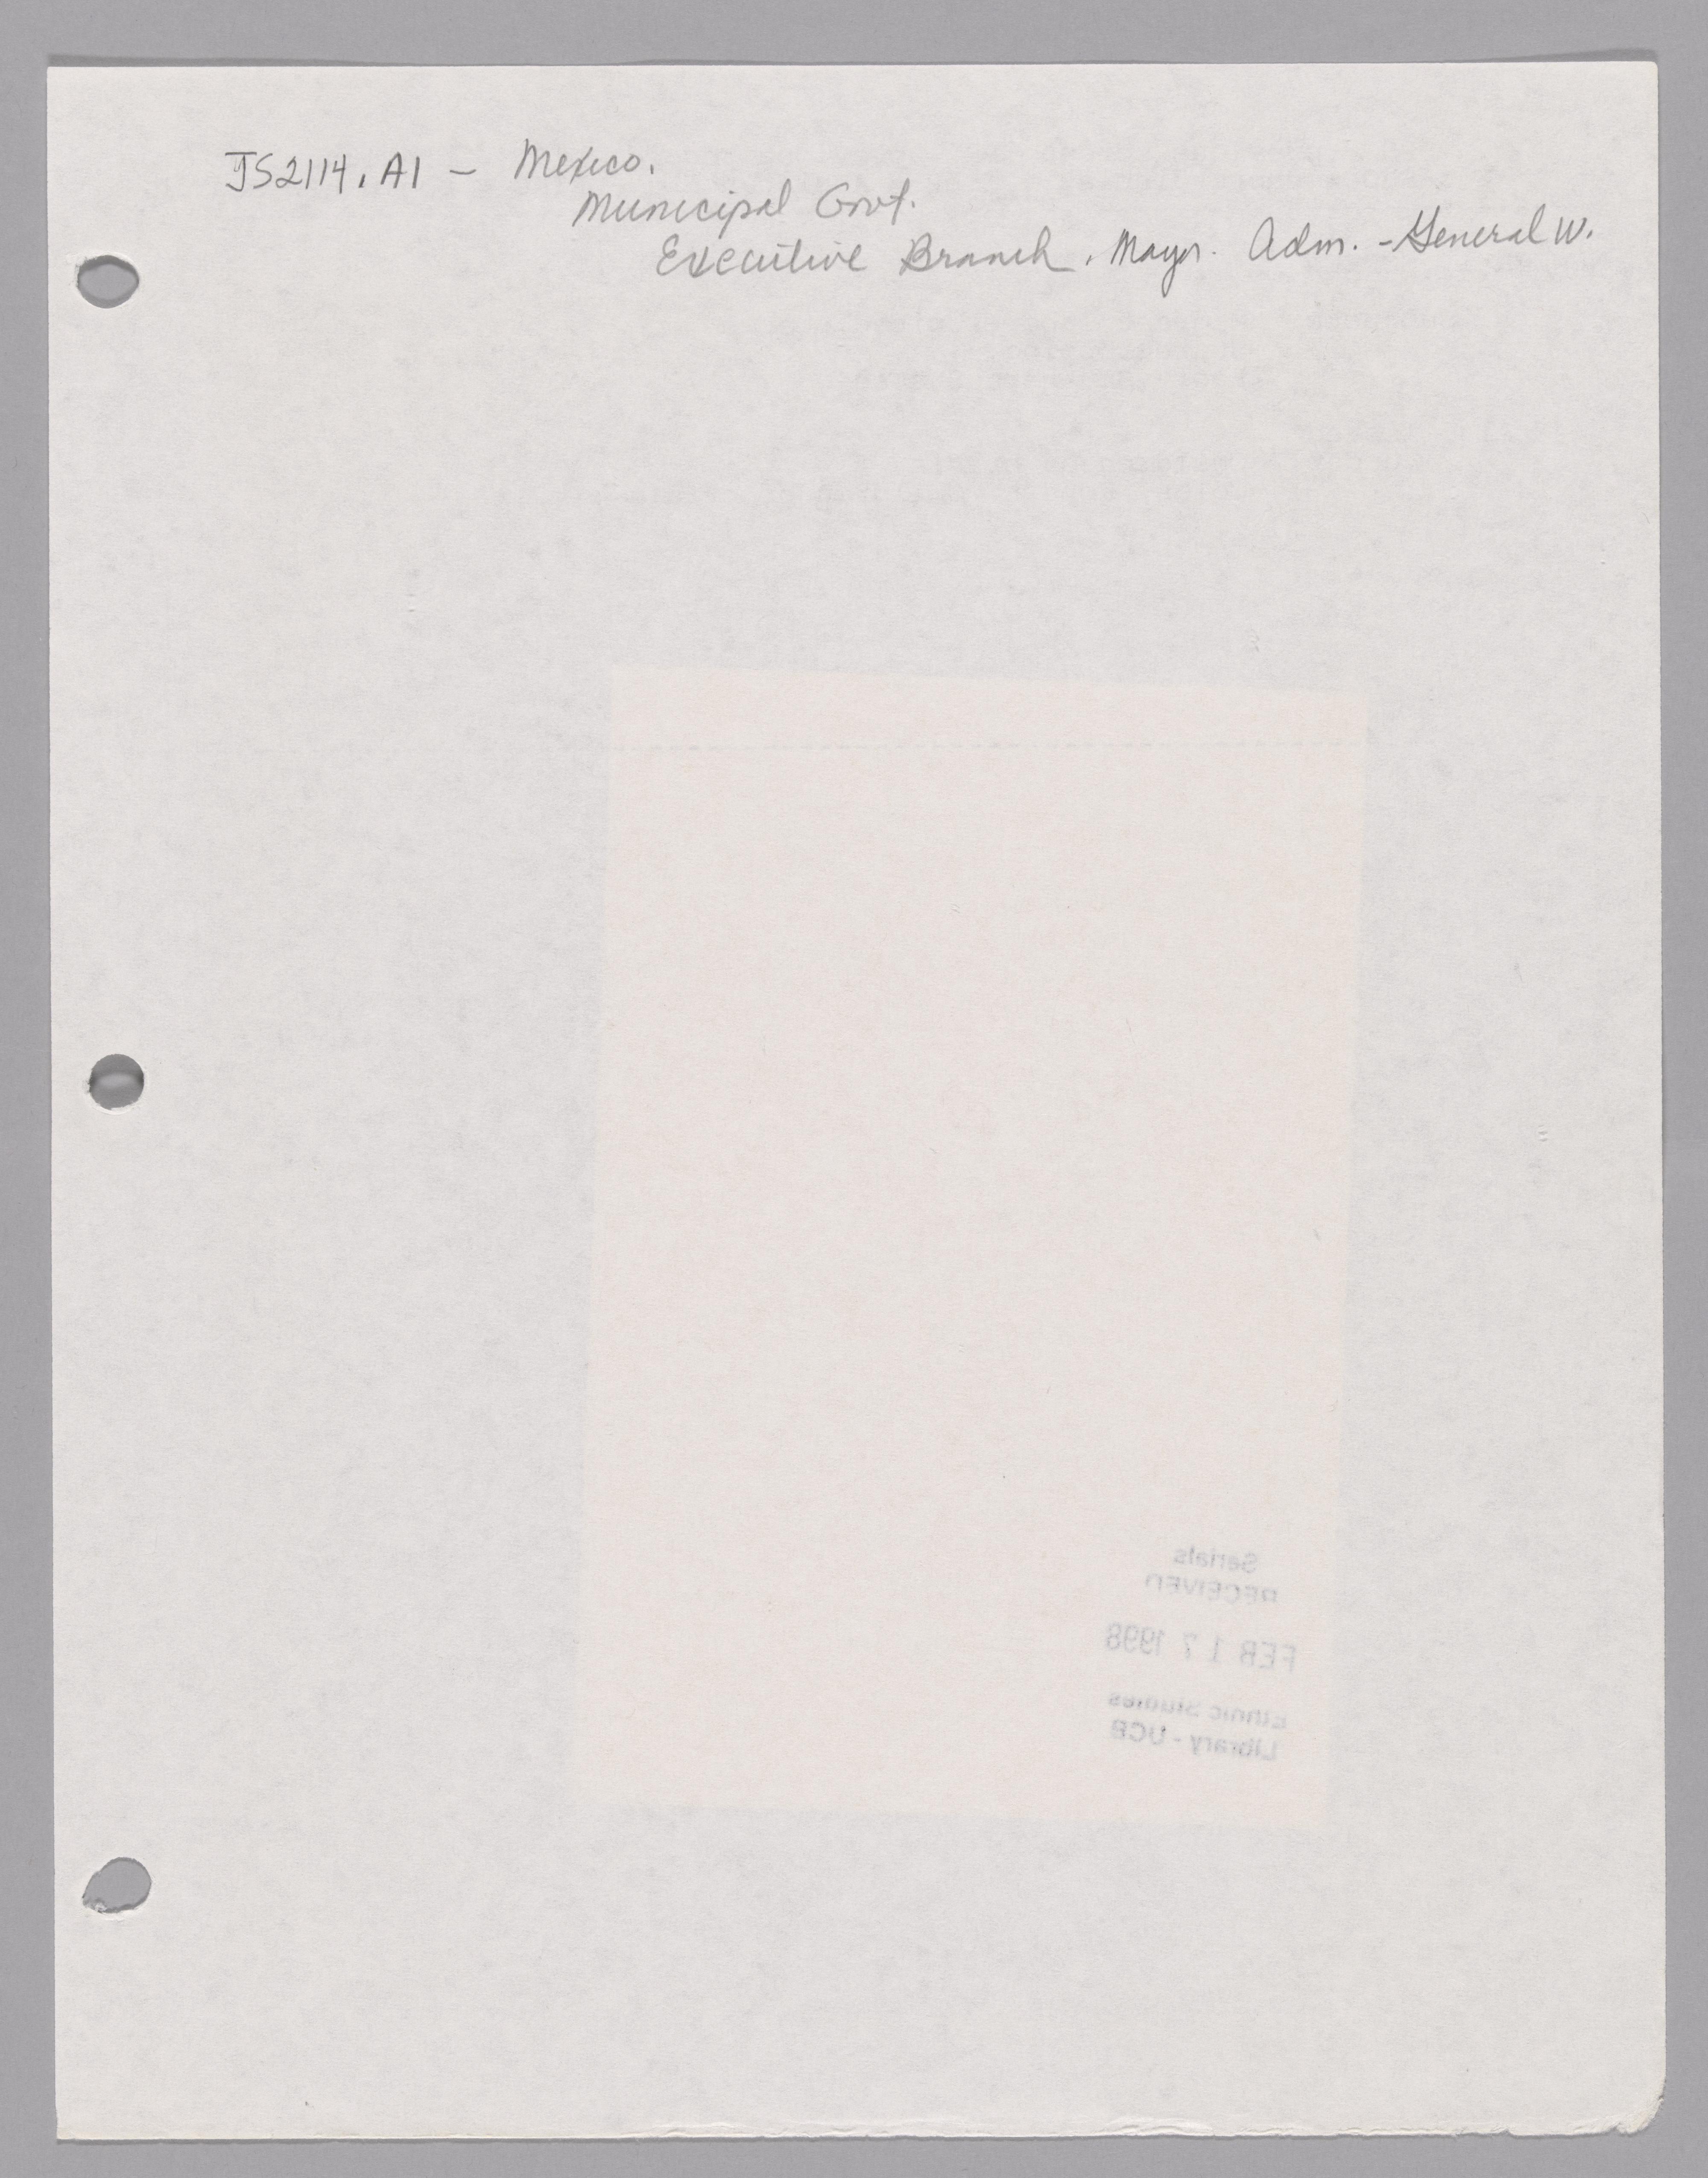 JS2114.A1 - Mexico.
Municipal Govt.
Executive Branch. Mayor. Adm. - General W.
Serials
RECEIVED
FEB 17 1998
Ethnic Studies
Library - UCB